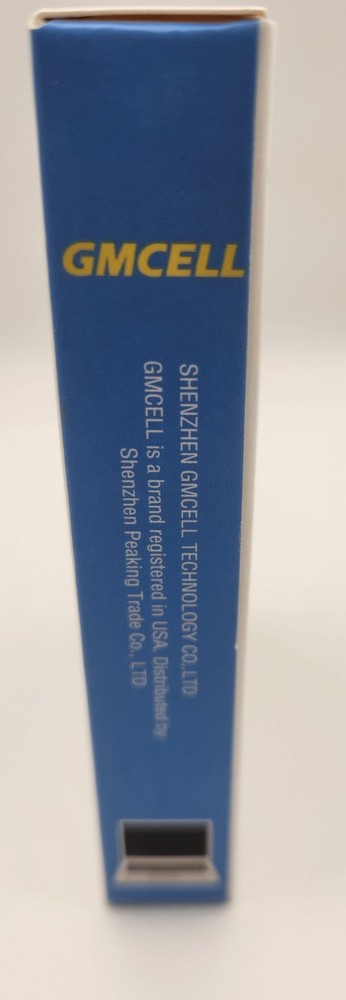 GMCELL
SHENZHEN GMCELL TECHNOLOGY CO.,LTD
GMCELL is a brand registered in USA. Distributed by
Shenzhen Peaking Trade Co., LTD